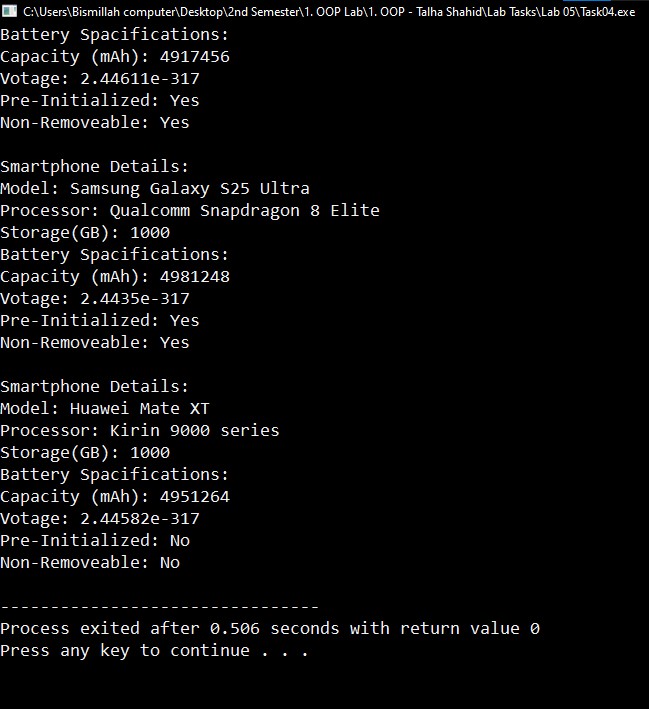 C:\Users\Bismillah computer\Desktop\2nd Semester\1. OOP Lab\1. OOP - Talha Shahid\Lab Tasks\Lab 05\Task04.exe
Battery Spacifications:
Capacity (mAh): 4917456
Votage: 2.44611e-317
Pre-Initialized: Yes
Non-Removeable: Yes

Smartphone Details:
Model: Samsung Galaxy S25 Ultra
Processor: Qualcomm Snapdragon 8 Elite
Storage(GB): 1000
Battery Spacifications:
Capacity (mAh): 4981248
Votage: 2.4435e-317
Pre-Initialized: Yes
Non-Removeable: Yes

Smartphone Details:
Model: Huawei Mate XT
Processor: Kirin 9000 series
Storage(GB): 1000
Battery Spacifications:
Capacity (mAh): 4951264
Votage: 2.44582e-317
Pre-Initialized: No
Non-Removeable: No

--------------------------------
Process exited after 0.506 seconds with return value 0
Press any key to continue . . .